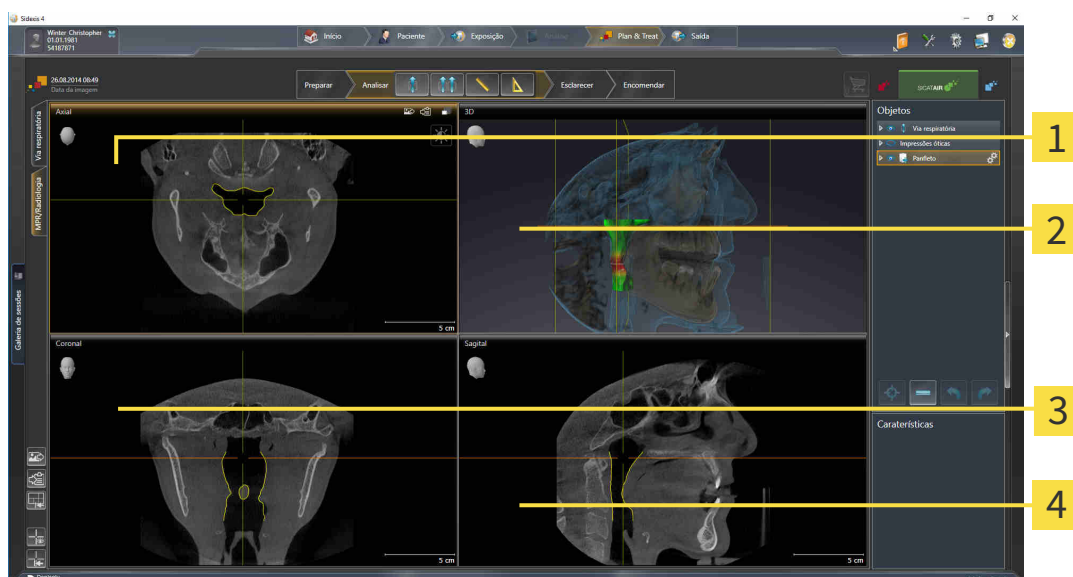 Sidexis 4
Winter Christopher
01.01.1981
54187871
Início
Paciente
Exposição
Plan & Treat
Saída
26.08.2014 08:49
Data da imagem
Preparar
Analisar
Esclarecer
Encomendar
SICATAIR
Via respiratória
MPR/Radiologia
Galeria de sessões
Axial
5 cm
3D
Coronal
5 cm
Sagital
5 cm
Objetos
Via respiratória
Impressões óticas
Panfleto
Caraterísticas
1
2
3
4